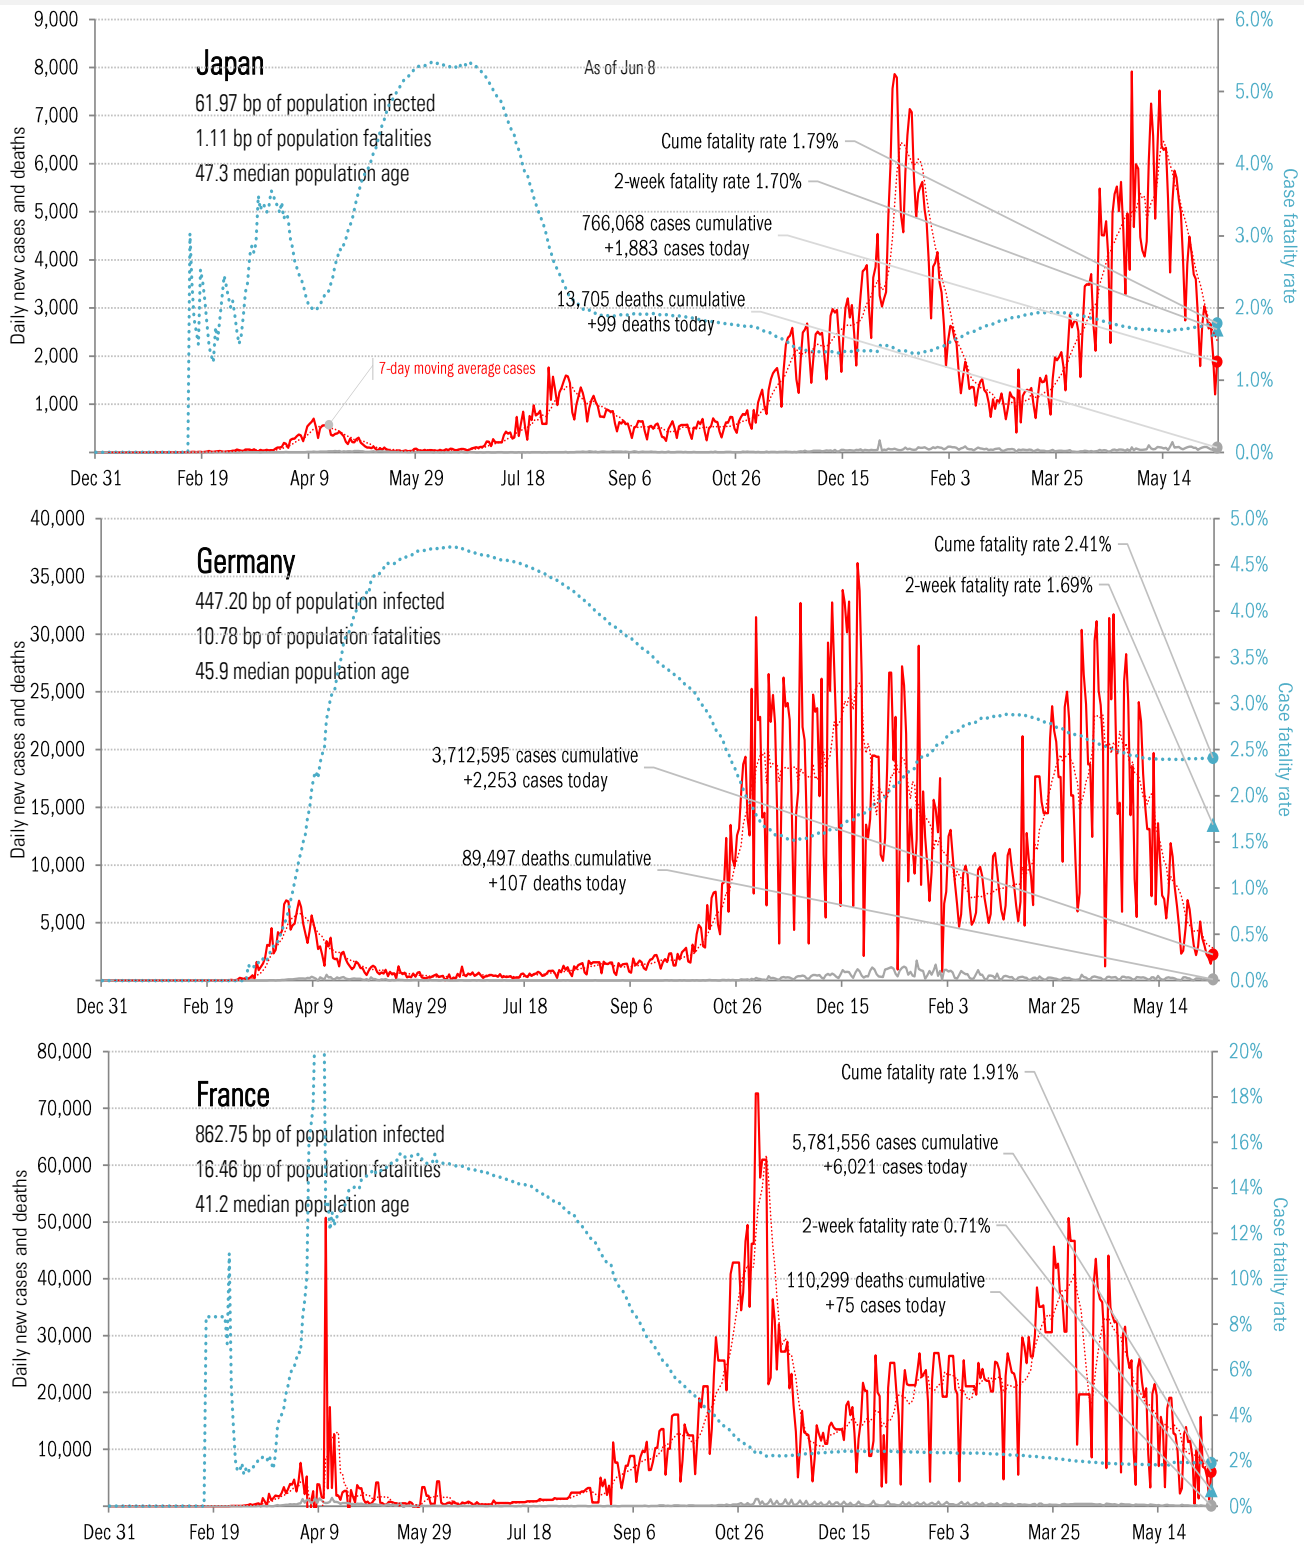 9,000
8,000
7,000
6,000
5,000
4,000
3,000
2,000
1,000
Daily new cases and deaths
Japan
61.97 bp of population infected
1.11 bp of population fatalities
47.3 median population age
As of Jun 8
Cume fatality rate 1.79%
2-week fatality rate 1.70%
766,068 cases cumulative
+1,883 cases today
13,705 deaths cumulative
+99 deaths today
7-day moving average cases
6.0%
5.0%
4.0%
3.0%
2.0%
1.0%
0.0%
Case fatality rate
Dec 31 Feb 19 Apr 9 May 29 Jul 18 Sep 6 Oct 26 Dec 15 Feb 3 Mar 25 May 14
40,000
35,000
30,000
25,000
20,000
15,000
10,000
5,000
Daily new cases and deaths
Germany
447.20 bp of population infected
10.78 bp of population fatalities
45.9 median population age
Cume fatality rate 2.41%
2-week fatality rate 1.69%
3,712,595 cases cumulative
+2,253 cases today
89,497 deaths cumulative
+107 deaths today
5.0%
4.5%
4.0%
3.5%
3.0%
2.5%
2.0%
1.5%
1.0%
0.5%
0.0%
Case fatality rate
Dec 31 Feb 19 Apr 9 May 29 Jul 18 Sep 6 Oct 26 Dec 15 Feb 3 Mar 25 May 14
80,000
70,000
60,000
50,000
40,000
30,000
20,000
10,000
Daily new cases and deaths
France
862.75 bp of population infected
16.46 bp of population fatalities
41.2 median population age
Cume fatality rate 1.91%
5,781,556 cases cumulative
+6,021 cases today
2-week fatality rate 0.71%
110,299 deaths cumulative
+75 cases today
20%
18%
16%
14%
12%
10%
8%
6%
4%
2%
0%
Case fatality rate
Dec 31 Feb 19 Apr 9 May 29 Jul 18 Sep 6 Oct 26 Dec 15 Feb 3 Mar 25 May 14